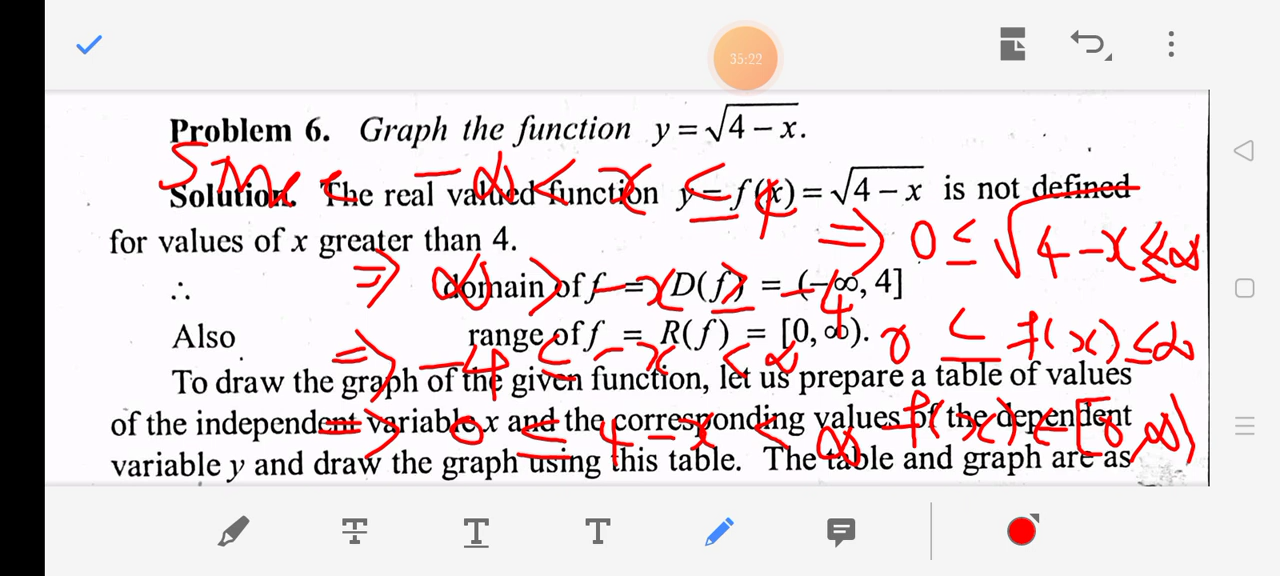 35:22
Problem 6. Graph the function y = √4 − x.
Since −∞ < x ≤ 4
Solution. The real valued function y = f(x) = √4 − x is not defined
for values of x greater than 4.
⇒ 0 ≤ √4 − x ≤ ∞
∴ domain of f = D(f) = (−∞, 4]
⇒ ∞ > −x ≥ −4
Also range of f = R(f) = [0, ∞).
0 ≤ f(x) ≤ ∞
⇒ −4 ≤ −x < ∞
To draw the graph of the given function, let us prepare a table of values
of the independent variable x and the corresponding values of the dependent
⇒ 0 ≤ 4 − x < ∞
f(x) ∈ [0, ∞)
variable y and draw the graph using this table. The table and graph are as
T T T